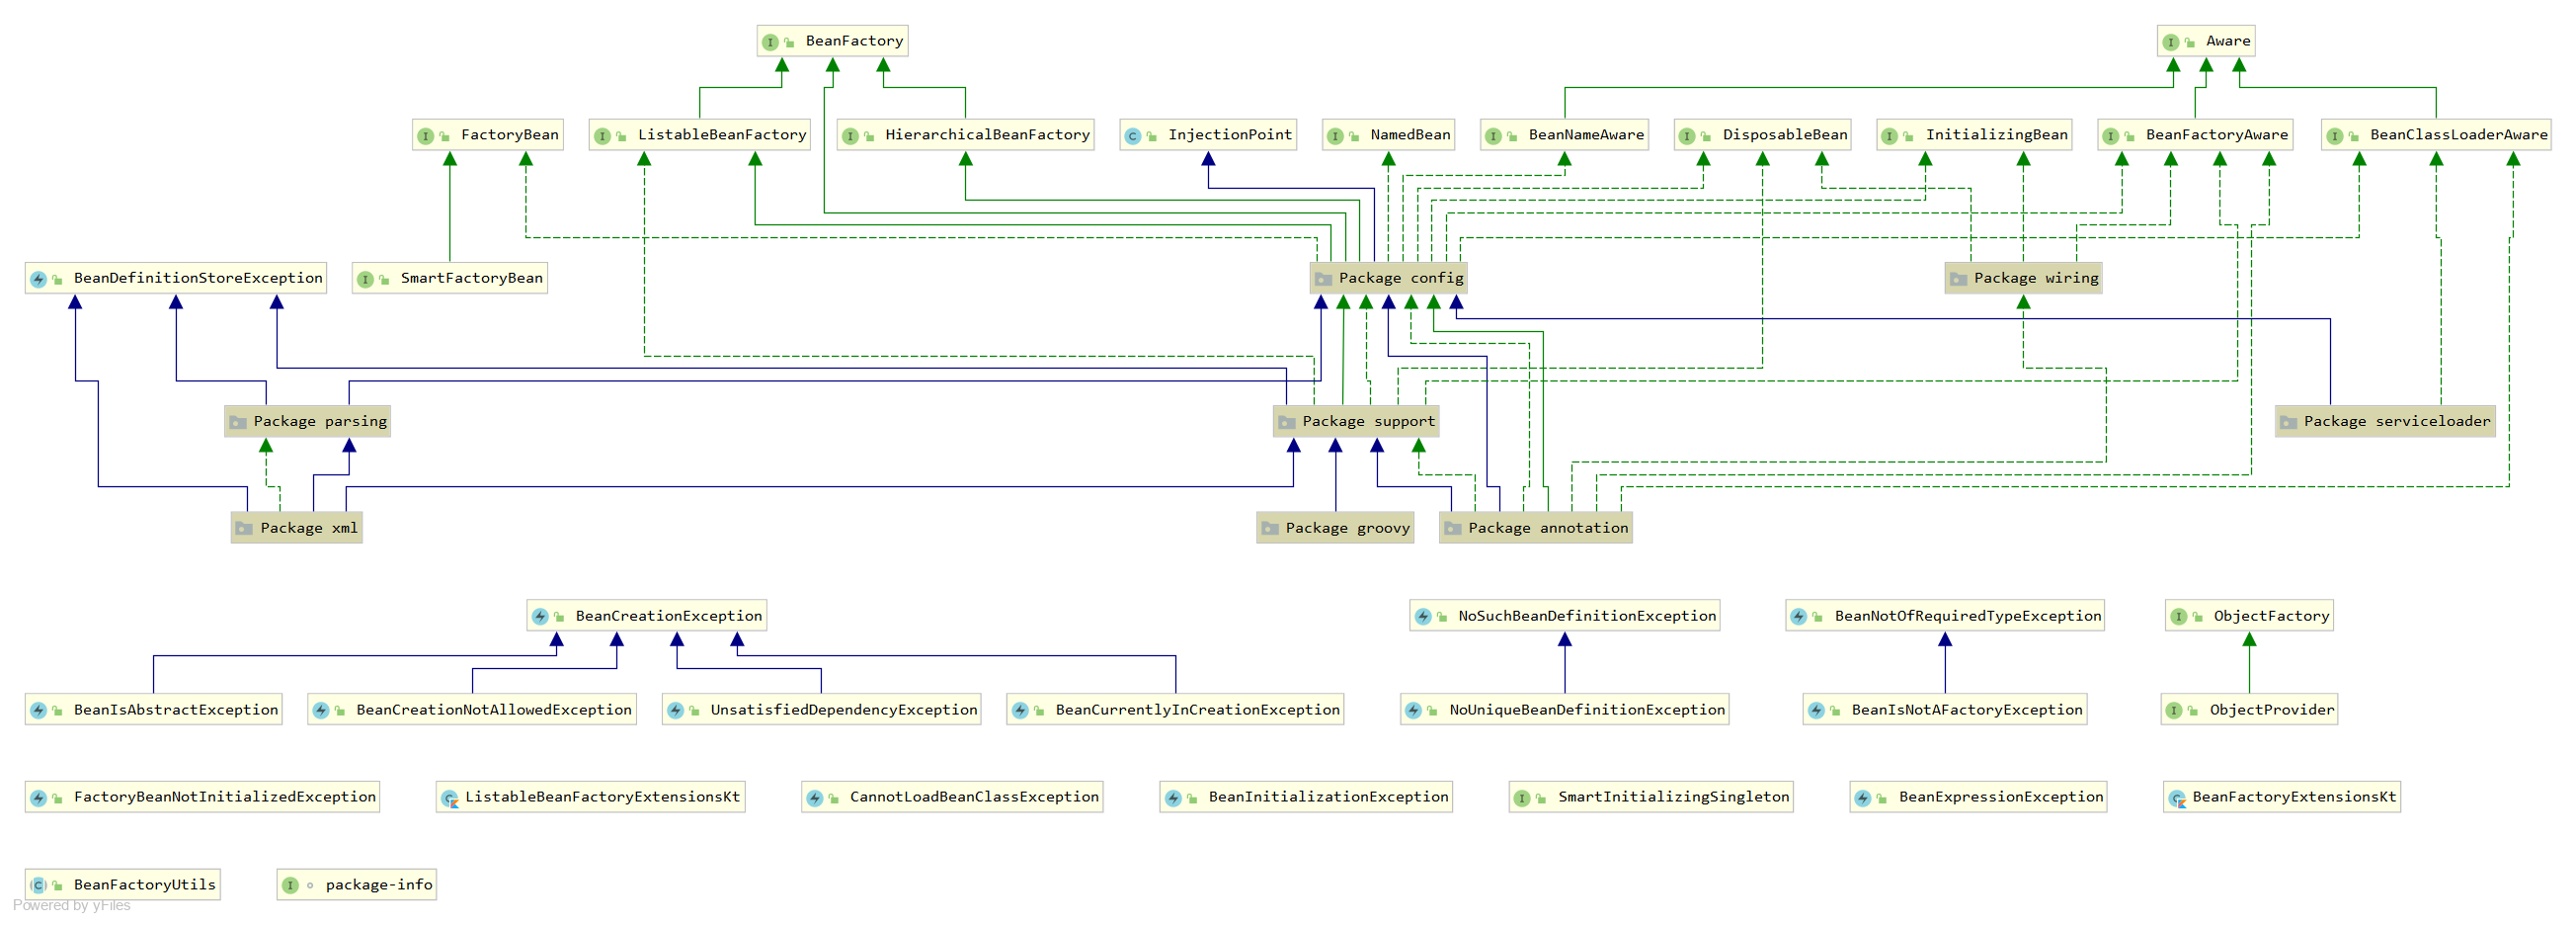 BeanFactory
Aware
FactoryBean
ListableBeanFactory
HierarchicalBeanFactory
InjectionPoint
NamedBean
BeanNameAware
DisposableBean
InitializingBean
BeanFactoryAware
BeanClassLoaderAware
BeanDefinitionStoreException
SmartFactoryBean
Package config
Package wiring
Package parsing
Package support
Package serviceloader
Package xml
Package groovy
Package annotation
BeanCreationException
NoSuchBeanDefinitionException
BeanNotOfRequiredTypeException
ObjectFactory
BeanIsAbstractException
BeanCreationNotAllowedException
UnsatisfiedDependencyException
BeanCurrentlyInCreationException
NoUniqueBeanDefinitionException
BeanIsNotAFactoryException
ObjectProvider
FactoryBeanNotInitializedException
ListableBeanFactoryExtensionsKt
CannotLoadBeanClassException
BeanInitializationException
SmartInitializingSingleton
BeanExpressionException
BeanFactoryExtensionsKt
BeanFactoryUtils
package-info
Powered by yFiles